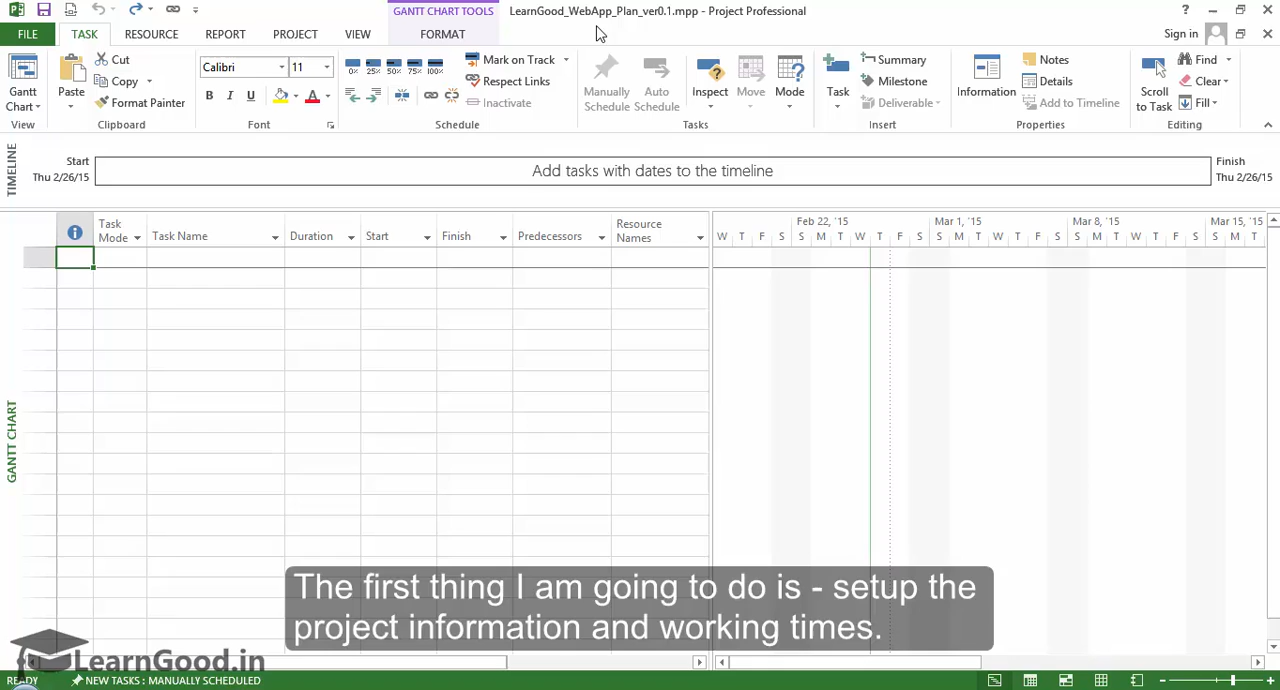 LearnGood_WebApp_Plan_ver0.1.mpp - Project Professional
GANTT CHART TOOLS
FILE TASK RESOURCE REPORT PROJECT VIEW FORMAT
Sign in
Gantt Chart
View
Paste
Cut
Copy
Format Painter
Clipboard
Calibri 11
B I U A
Font
0% 25% 50% 75% 100%
Mark on Track
Respect Links
Inactivate
Schedule
Manually Schedule
Auto Schedule
Inspect
Move
Mode
Tasks
Task
Summary
Milestone
Deliverable
Insert
Information
Notes
Details
Add to Timeline
Properties
Scroll to Task
Find
Clear
Fill
Editing
TIMELINE
Start
Thu 2/26/15
Add tasks with dates to the timeline
Finish
Thu 2/26/15
Task Mode
Task Name
Duration
Start
Finish
Predecessors
Resource Names
Feb 22, '15 Mar 1, '15 Mar 8, '15 Mar 15, '15
W T F S S M T W T F S S M T W T F S S M T W T F S S M T
GANTT CHART
The first thing I am going to do is - setup the
project information and working times.
LearnGood.in
READY
NEW TASKS : MANUALLY SCHEDULED